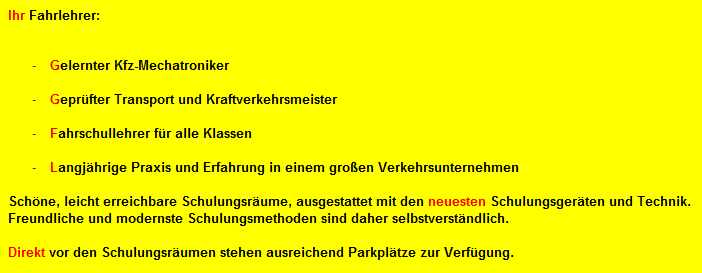 Ihr Fahrlehrer:
- Gelernter Kfz-Mechatroniker
- Geprüfter Transport und Kraftverkehrsmeister
- Fahrschullehrer für alle Klassen
- Langjährige Praxis und Erfahrung in einem großen Verkehrsunternehmen
Schöne, leicht erreichbare Schulungsräume, ausgestattet mit den neuesten Schulungsgeräten und Technik.
Freundliche und modernste Schulungsmethoden sind daher selbstverständlich.
Direkt vor den Schulungsräumen stehen ausreichend Parkplätze zur Verfügung.